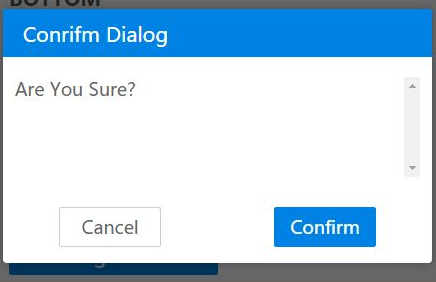 BOTTOM
Conrifm Dialog
Are You Sure?
Cancel
Confirm